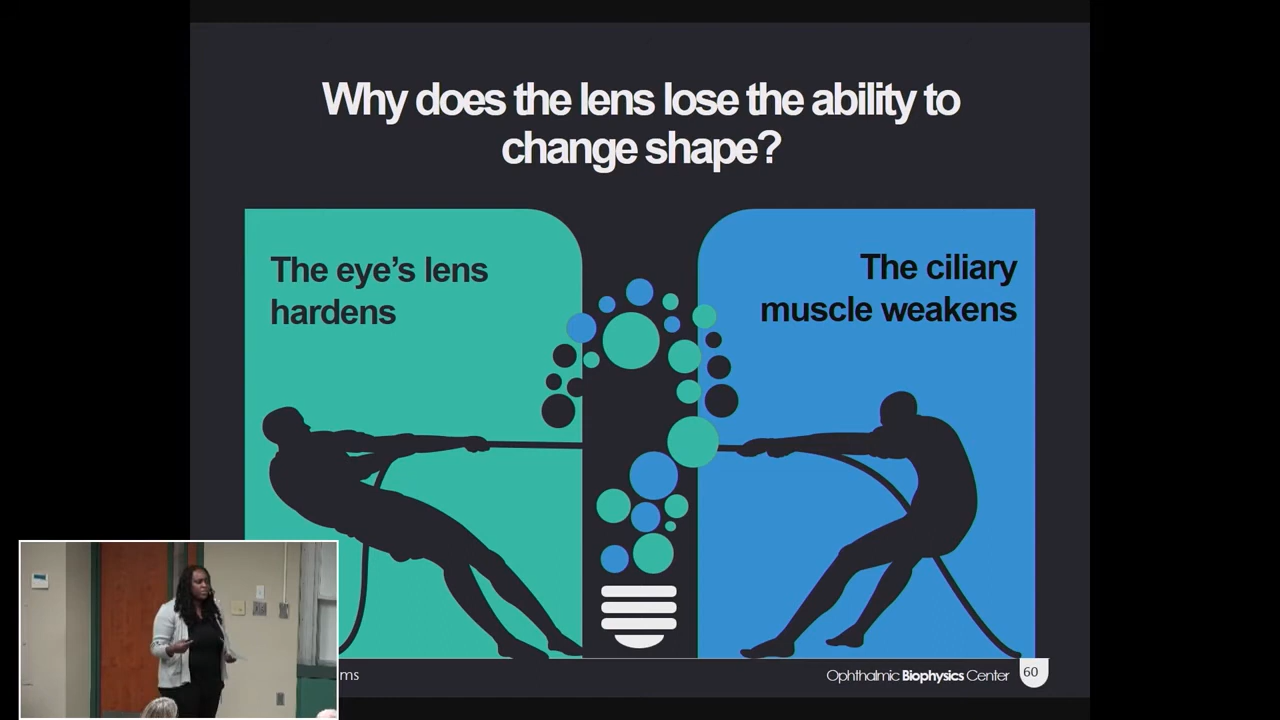 Why does the lens lose the ability to
change shape?
The eye’s lens
hardens
The ciliary
muscle weakens
ms
Ophthalmic Biophysics Center
60